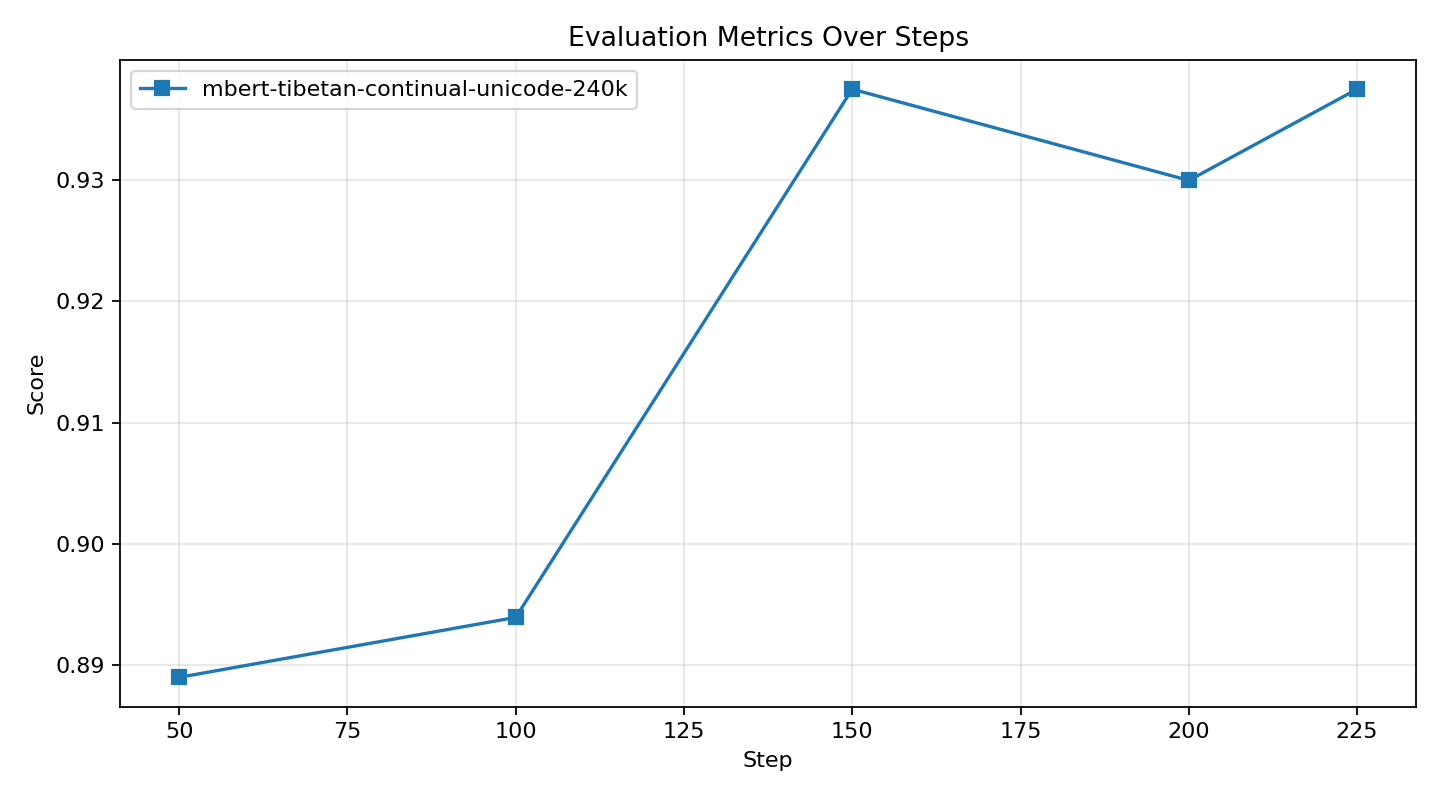 Evaluation Metrics Over Steps
mbert-tibetan-continual-unicode-240k
0.93
0.92
0.91
0.90
0.89
Score
50 75 100 125 150 175 200 225
Step